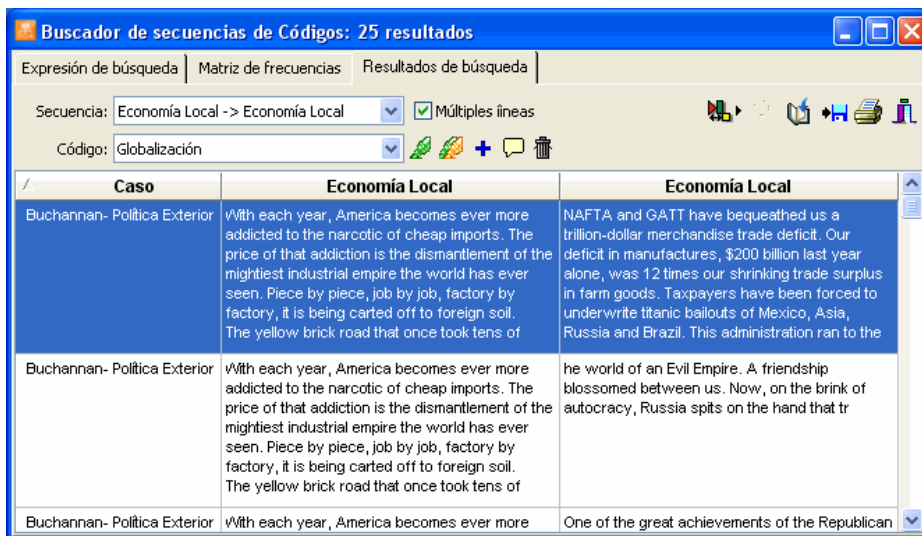 Buscador de secuencias de Códigos: 25 resultados
Expresión de búsqueda Matriz de frecuencias Resultados de búsqueda
Secuencia: Economía Local -> Economía Local Múltiples íineas
Código: Globalización
Caso Economía Local Economía Local
Buchannan- Política Exterior
With each year, America becomes ever more
addicted to the narcotic of cheap imports. The
price of that addiction is the dismantlement of the
mightiest industrial empire the world has ever
seen. Piece by piece, job by job, factory by
factory, it is being carted off to foreign soil.
The yellow brick road that once took tens of
NAFTA and GATT have bequeathed us a
trillion-dollar merchandise trade deficit. Our
deficit in manufactures, $200 billion last year
alone, was 12 times our shrinking trade surplus
in farm goods. Taxpayers have been forced to
underwrite titanic bailouts of Mexico, Asia,
Russia and Brazil. This administration ran to the
Buchannan- Política Exterior
With each year, America becomes ever more
addicted to the narcotic of cheap imports. The
price of that addiction is the dismantlement of the
mightiest industrial empire the world has ever
seen. Piece by piece, job by job, factory by
factory, it is being carted off to foreign soil.
The yellow brick road that once took tens of
he world of an Evil Empire. A friendship
blossomed between us. Now, on the brink of
autocracy, Russia spits on the hand that tr
Buchannan- Política Exterior
With each year, America becomes ever more
One of the great achievements of the Republican